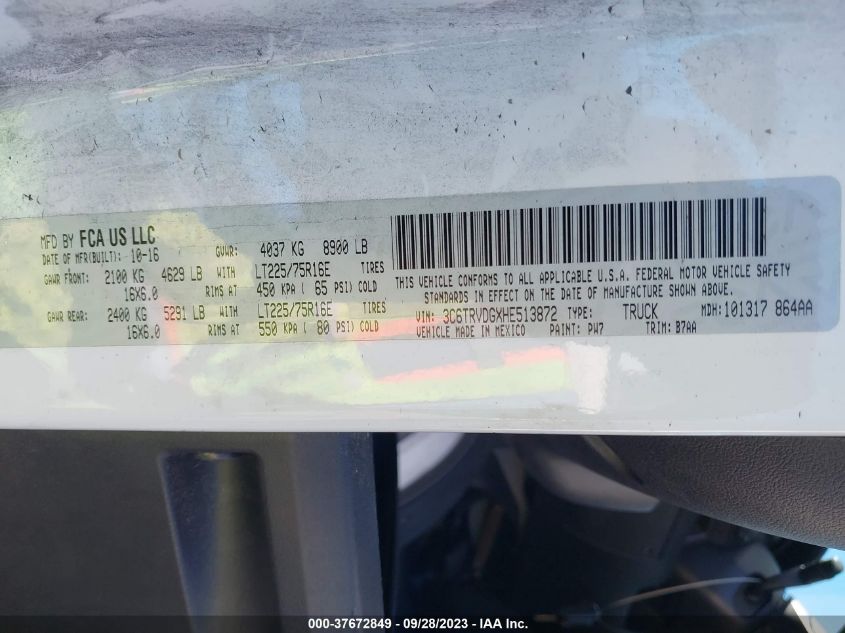 MFD BY FCA US LLC
DATE OF MFR(BUILT): 10-16 GVWR: 4037 KG 8900 LB
GAWR FRONT: 2100 KG 4629 LB WITH LT225/75R16E TIRES
16X6.0 RIMS AT 450 KPA ( 65 PSI) COLD
GAWR REAR: 2400 KG 5291 LB WITH LT225/75R16E TIRES
16X6.0 RIMS AT 550 KPA ( 80 PSI) COLD
THIS VEHICLE CONFORMS TO ALL APPLICABLE U.S.A. FEDERAL MOTOR VEHICLE SAFETY
STANDARDS IN EFFECT ON THE DATE OF MANUFACTURE SHOWN ABOVE.
VIN: 3C6TRVDGXHE513872 TYPE: TRUCK MDH: 101317 864AA
VEHICLE MADE IN MEXICO PAINT: PW7 TRIM: B7AA
000-37672849 - 09/28/2023 - IAA Inc.